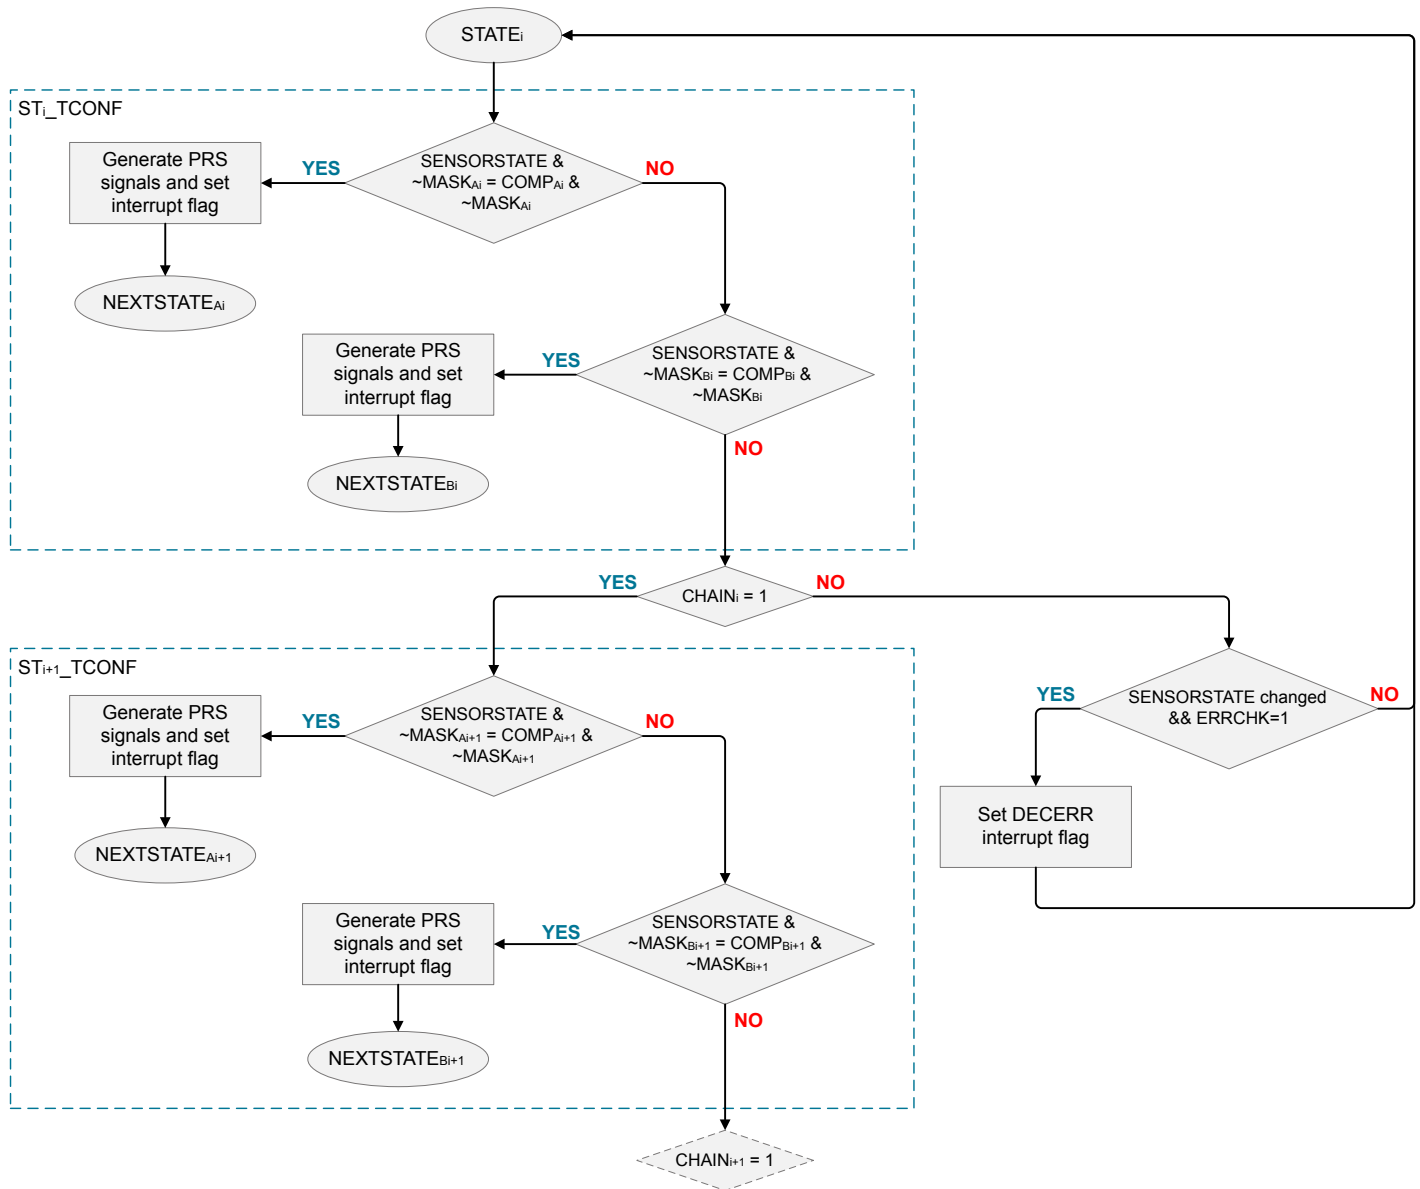 STATEi
STi_TCONF
Generate PRS
signals and set
interrupt flag
YES
SENSORSTATE &
~MASKAi = COMPAi &
~MASKAi
NO
NEXTSTATEAi
Generate PRS
signals and set
interrupt flag
YES
SENSORSTATE &
~MASKBi = COMPBi &
~MASKBi
NO
NEXTSTATEBi
YES
CHAINi = 1
NO
STi+1_TCONF
Generate PRS
signals and set
interrupt flag
YES
SENSORSTATE &
~MASKAi+1 = COMPAi+1 &
~MASKAi+1
NO
YES
SENSORSTATE changed
&& ERRCHK=1
NO
Set DECERR
interrupt flag
NEXTSTATEAi+1
Generate PRS
signals and set
interrupt flag
YES
SENSORSTATE &
~MASKBi+1 = COMPBi+1 &
~MASKBi+1
NO
NEXTSTATEBi+1
CHAINi+1 = 1